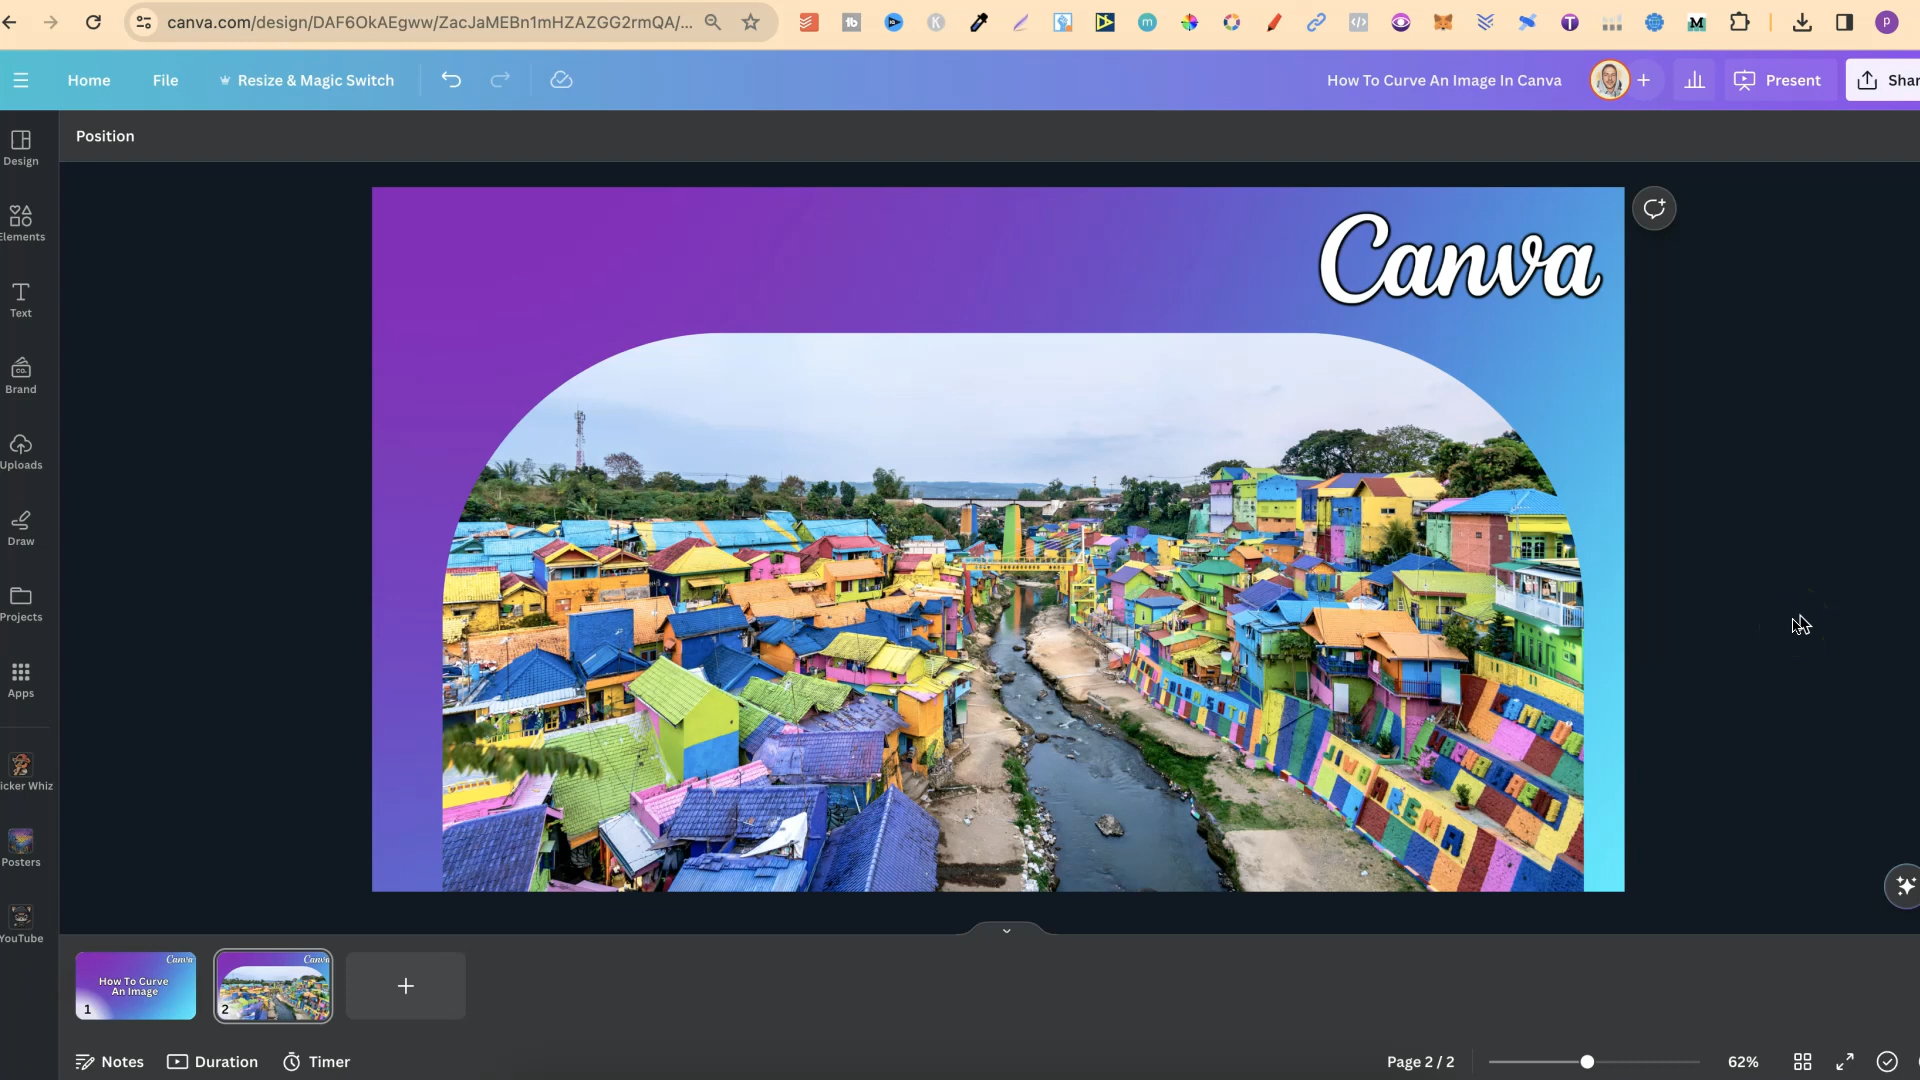 canva.com/design/DAF6OkAEgww/ZacJaMEBn1mHZAZGG2rmQA/...
Home
File
Resize & Magic Switch
How To Curve An Image In Canva
Present
Shar
Position
Design
Elements
Text
Brand
Uploads
Draw
Projects
Apps
icker Whiz
Posters
YouTube
Canva
JIWAREMA
Canva
How To Curve
An Image
1
Canva
2
Notes
Duration
Timer
Page 2 / 2
62%